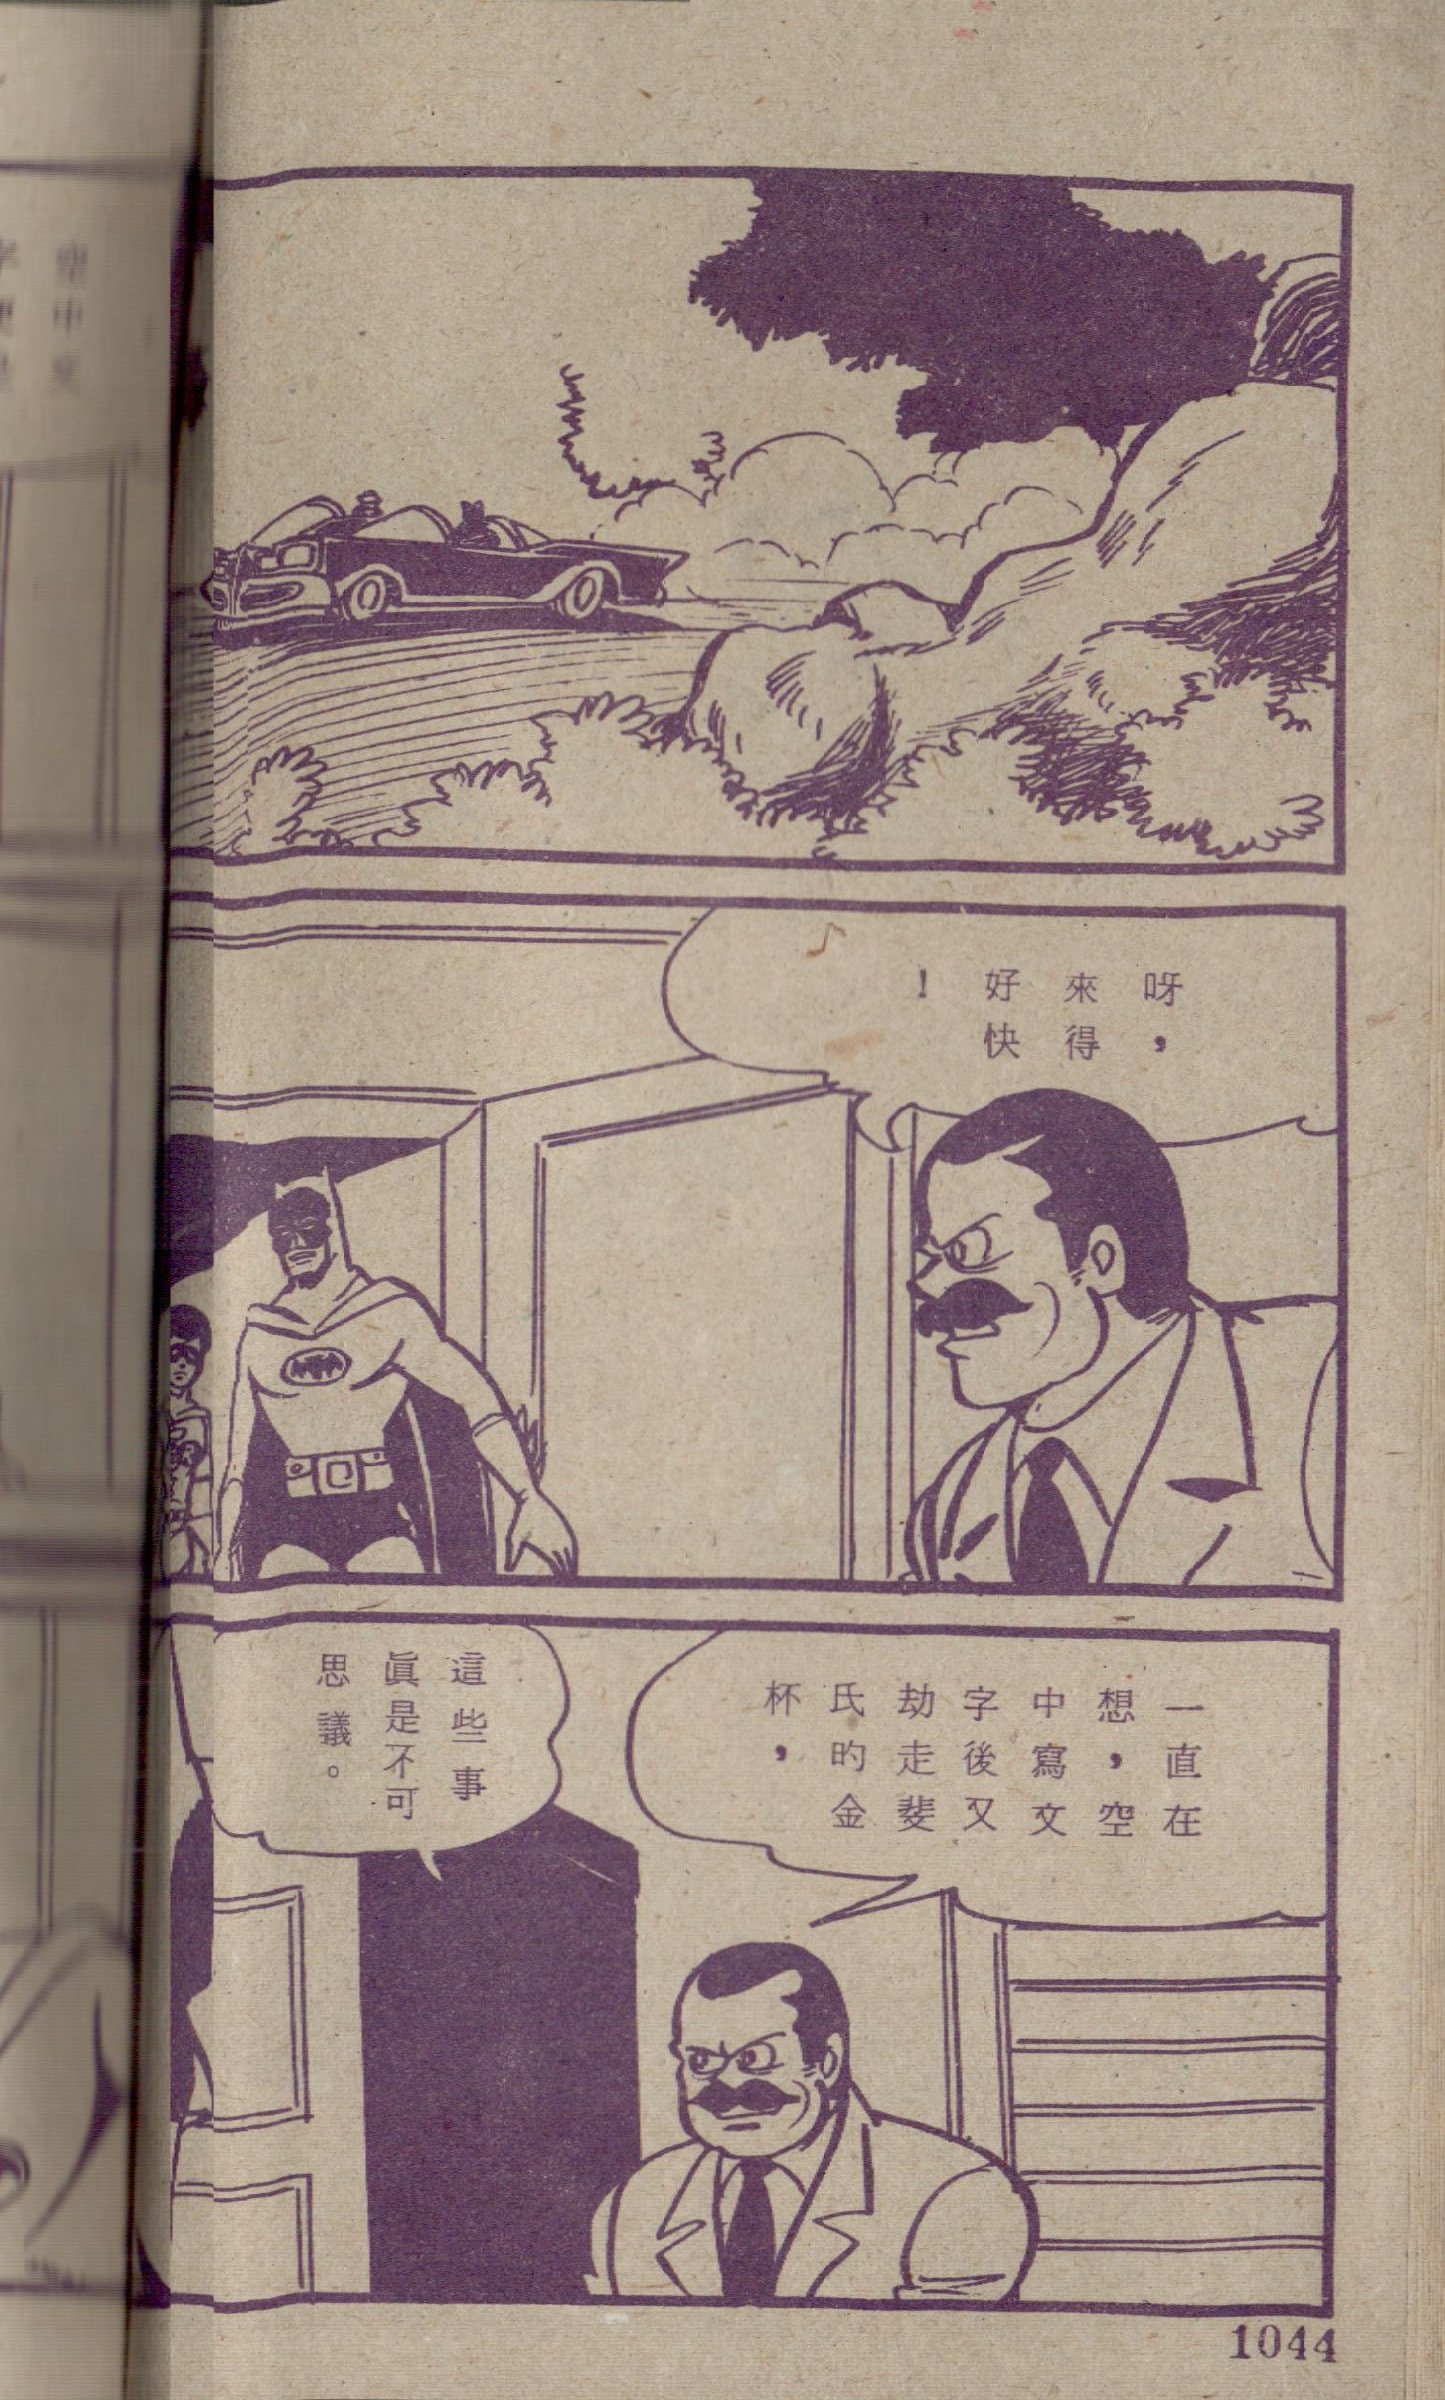 呀，
來得
好快
！
一直在
想，空
中寫文
字後又
劫走斐
氏的金
杯，
這些事
眞是不可
思議。
1044